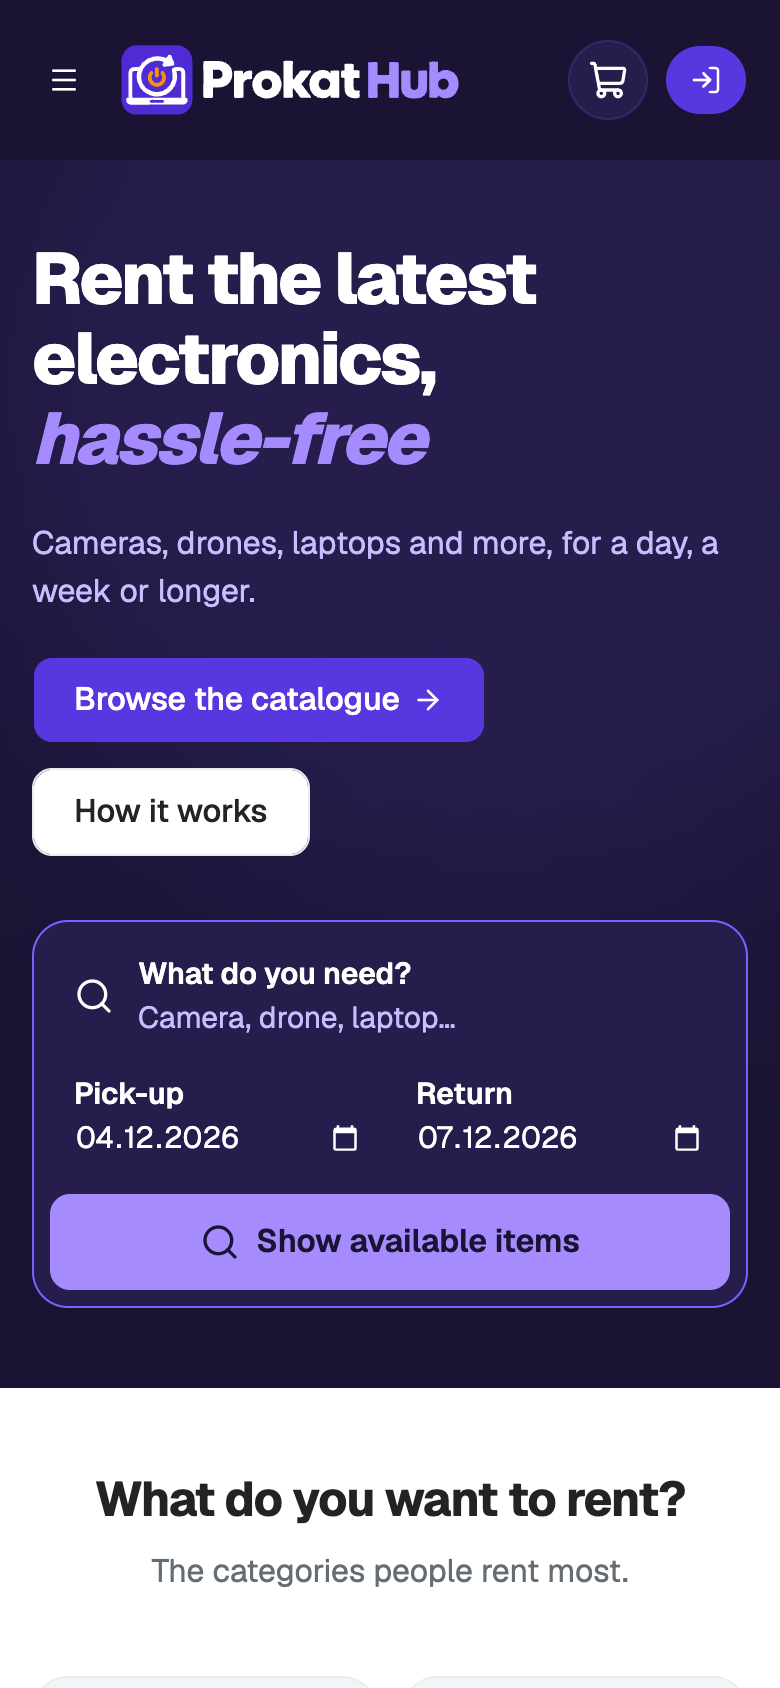 Prokat Hub
Rent the latest
electronics,
hassle-free
Cameras, drones, laptops and more, for a day, a
week or longer.
Browse the catalogue →
How it works
What do you need?
Camera, drone, laptop...
Pick-up
04.12.2026
Return
07.12.2026
Show available items
What do you want to rent?
The categories people rent most.